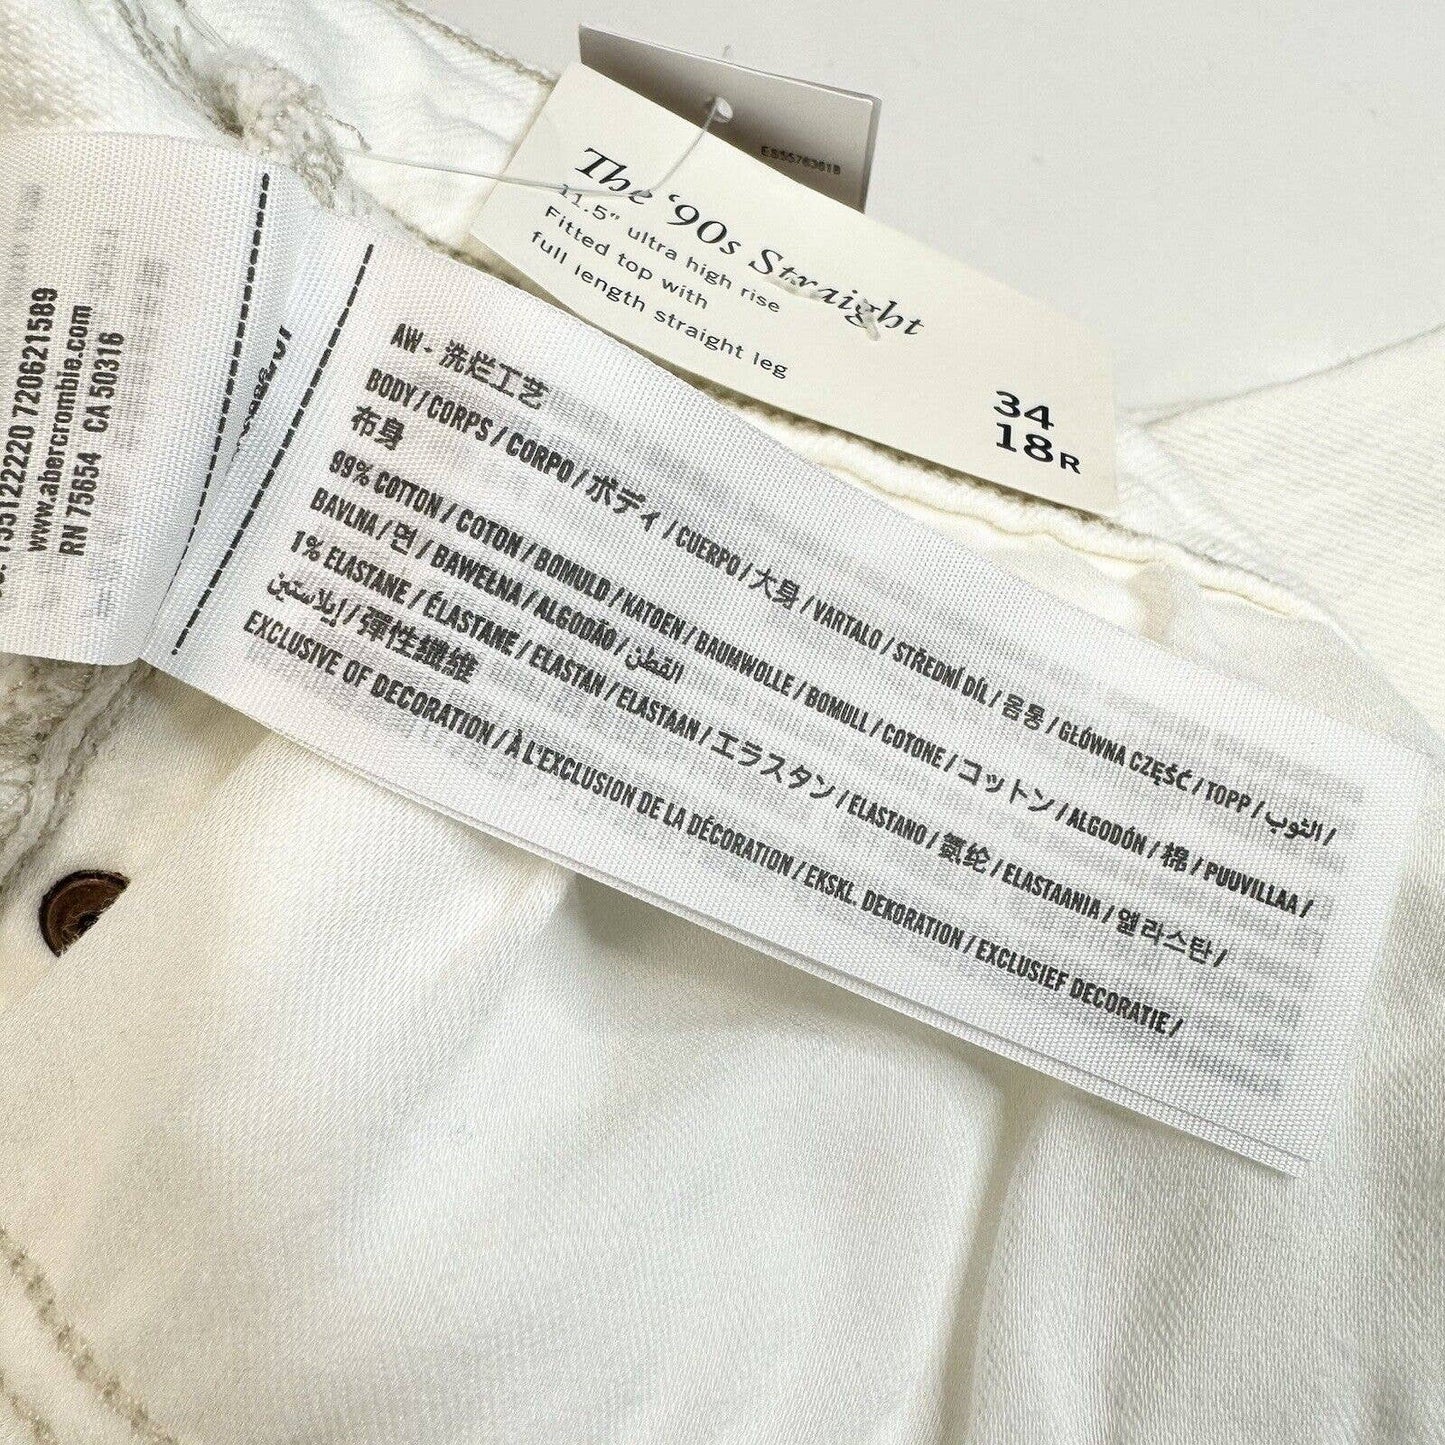 The '90s Straight
11.5" ultra high rise
Fitted top with
full length straight leg
34
18R
720621589
www.abercrombie.com
RN 75654 CA 50316
AW - 洗烂工艺
BODY / CORPS / CORPO / ボディ / CUERPO / 大身 / VARTALO / STŘEDNÍ DÍL / 몸통 / GŁÓWNA CZĘŚĆ / TOPP / الثوب /
布身
99% COTTON / COTON / BOMULD / KATOEN / BAUMWOLLE / BOMULL / COTONE / コットン / ALGODÓN / 棉 / PUUVILLAA /
BAVLNA / 면 / BAWEŁNA / ALGODÃO / القطن
1% ELASTANE / ÉLASTANE / ELASTAN / ELASTAAN / エラスタン / ELASTANO / 氨纶 / ELASTAANIA / 엘라스탄 /
إيلاستين / 彈性纖維
EXCLUSIVE OF DECORATION / À L'EXCLUSION DE LA DÉCORATION / EKSKL. DEKORATION / EXCLUSIEF DECORATIE /